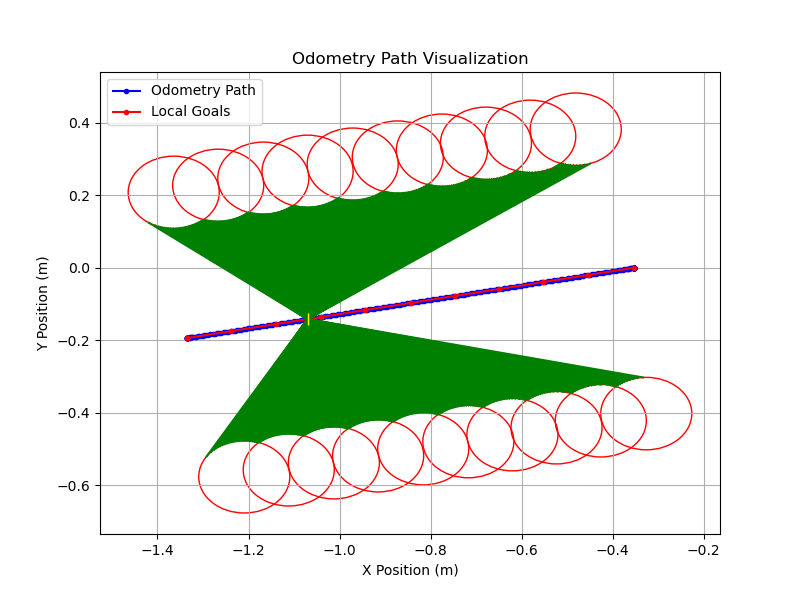 Odometry Path Visualization
Odometry Path
Local Goals
Y Position (m)
0.4
0.2
0.0
−0.2
−0.4
−0.6
−1.4 −1.2 −1.0 −0.8 −0.6 −0.4 −0.2
X Position (m)